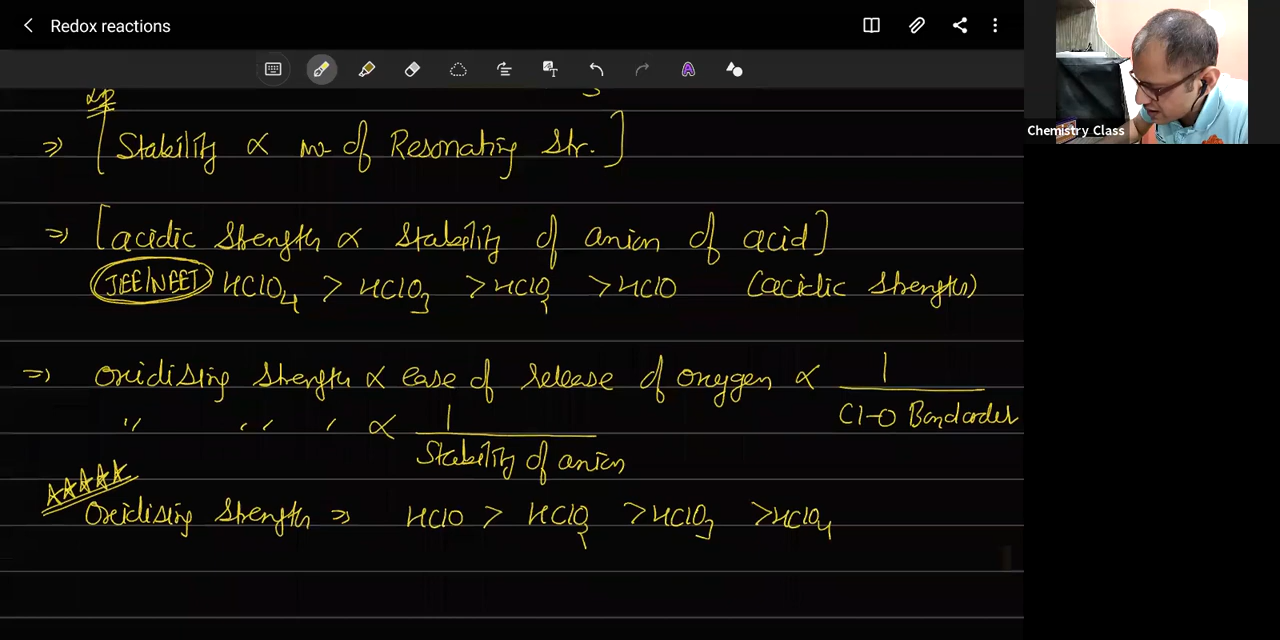 Redox reactions
Chemistry Class
⇒ [Stability ∝ no. of Resonating Str.]
⇒ [acidic Strength ∝ Stability of anion of acid]
JEE/NEET HClO4 > HClO3 > HClO2 > HClO (acidic Strength)
⇒ Oxidising Strength ∝ ease of release of oxygen ∝ 1 / Cl-O Bond order
" " " ∝ 1 / Stability of anion
Oxidising Strength ⇒ HClO > HClO2 > HClO3 > HClO4